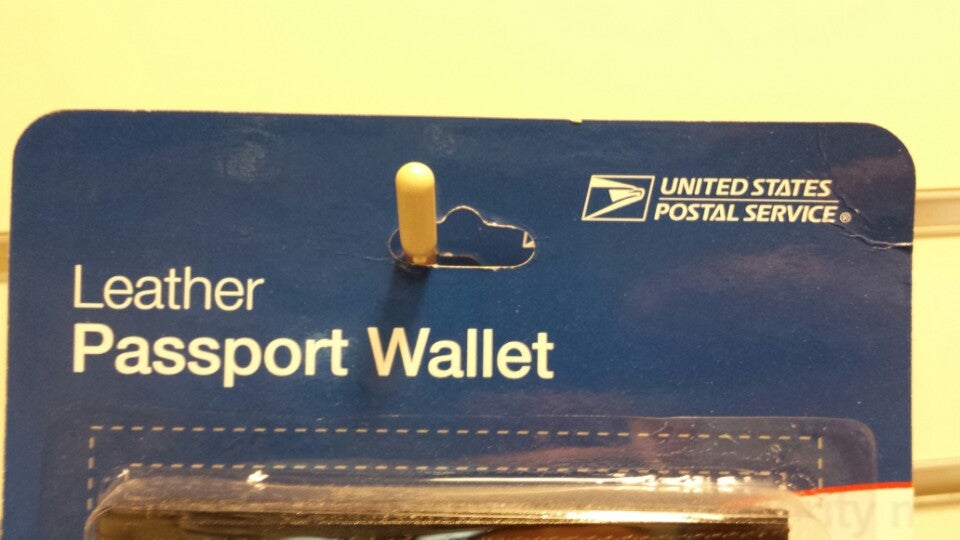 UNITED STATES
POSTAL SERVICE®
Leather
Passport Wallet